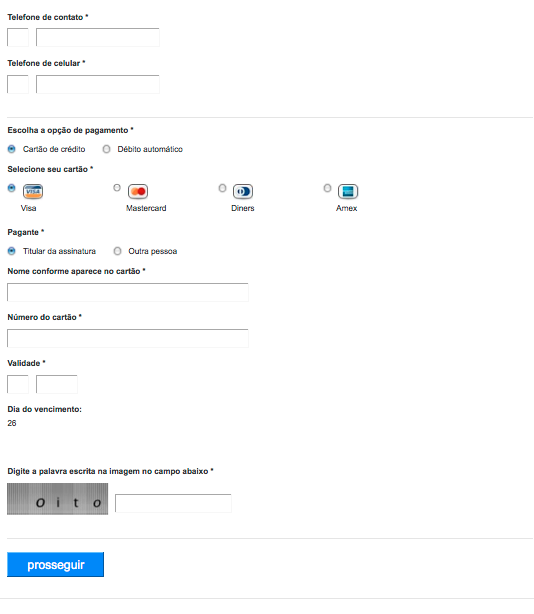 Telefone de contato *
Telefone de celular *
Escolha a opção de pagamento *
Cartão de crédito Débito automático
Selecione seu cartão *
VISA
Visa Mastercard Diners Amex
Pagante *
Titular da assinatura Outra pessoa
Nome conforme aparece no cartão *
Número do cartão *
Validade *
Dia do vencimento:
26
Digite a palavra escrita na imagem no campo abaixo *
oito
prosseguir